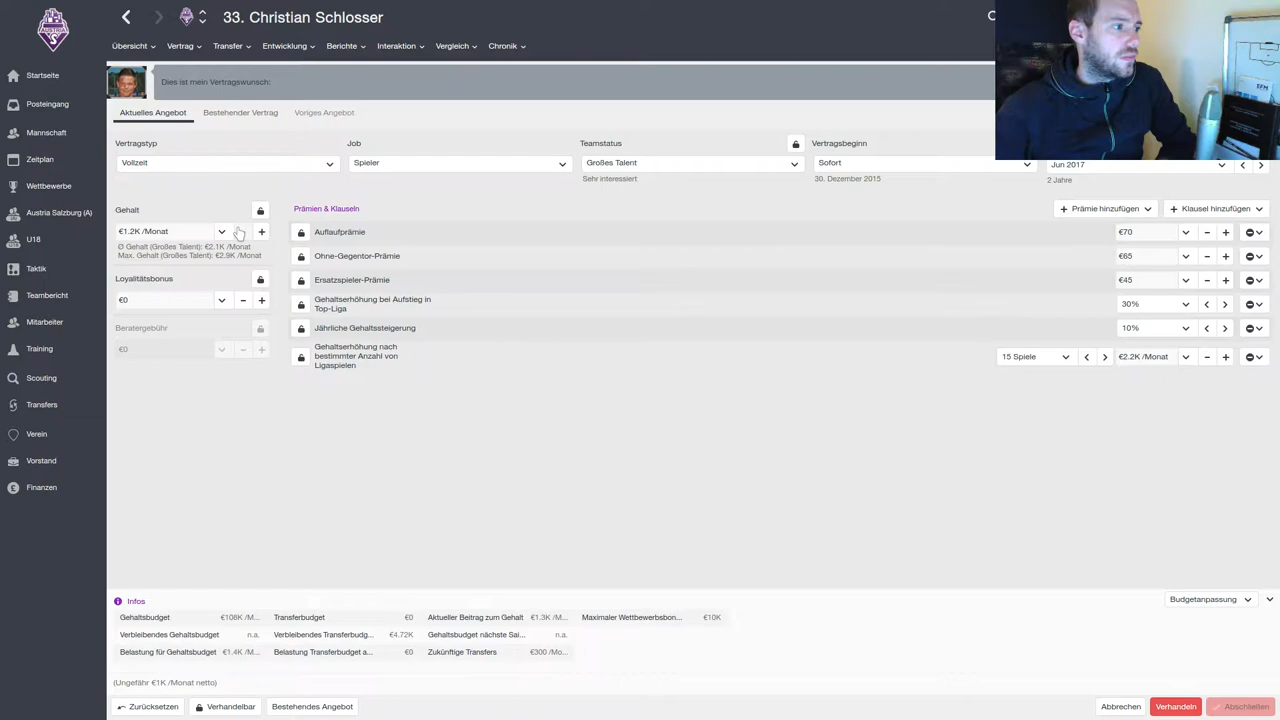 AUSTRIA
S
33. Christian Schlosser
Übersicht
Vertrag
Transfer
Entwicklung
Berichte
Interaktion
Vergleich
Chronik
Startseite
Posteingang
Mannschaft
Zeitplan
Wettbewerbe
Austria Salzburg (A)
U18
Taktik
Teambericht
Mitarbeiter
Training
Scouting
Transfers
Verein
Vorstand
Finanzen
Dies ist mein Vertragswunsch:
Aktuelles Angebot
Bestehender Vertrag
Voriges Angebot
Vertragstyp
Job
Teamstatus
Vertragsbeginn
Vollzeit
Spieler
Großes Talent
Sofort
Jun 2017
Sehr interessiert
30. Dezember 2015
2 Jahre
Gehalt
€1.2K /Monat
Ø Gehalt (Großes Talent): €2.1K /Monat
Max. Gehalt (Großes Talent): €2.9K /Monat
Loyalitätsbonus
€0
Beratergebühr
€0
Prämien & Klauseln
Prämie hinzufügen
Klausel hinzufügen
Auflaufprämie
€70
Ohne-Gegentor-Prämie
€65
Ersatzspieler-Prämie
€45
Gehaltserhöhung bei Aufstieg in
Top-Liga
30%
Jährliche Gehaltssteigerung
10%
Gehaltserhöhung nach
bestimmter Anzahl von
Ligaspielen
15 Spiele
€2.2K /Monat
Infos
Budgetanpassung
Gehaltsbudget €108K /M...
Transferbudget €0
Aktueller Beitrag zum Gehalt €1.3K /M...
Maximaler Wettbewerbsbon... €10K
Verbleibendes Gehaltsbudget n.a.
Verbleibendes Transferbudg... €4.72K
Gehaltsbudget nächste Sai... n.a.
Belastung für Gehaltsbudget €1.4K /M...
Belastung Transferbudget a... €0
Zukünftige Transfers €300 /Mo...
(Ungefähr €1K /Monat netto)
Zurücksetzen
Verhandelbar
Bestehendes Angebot
Abbrechen
Verhandeln
Abschließen